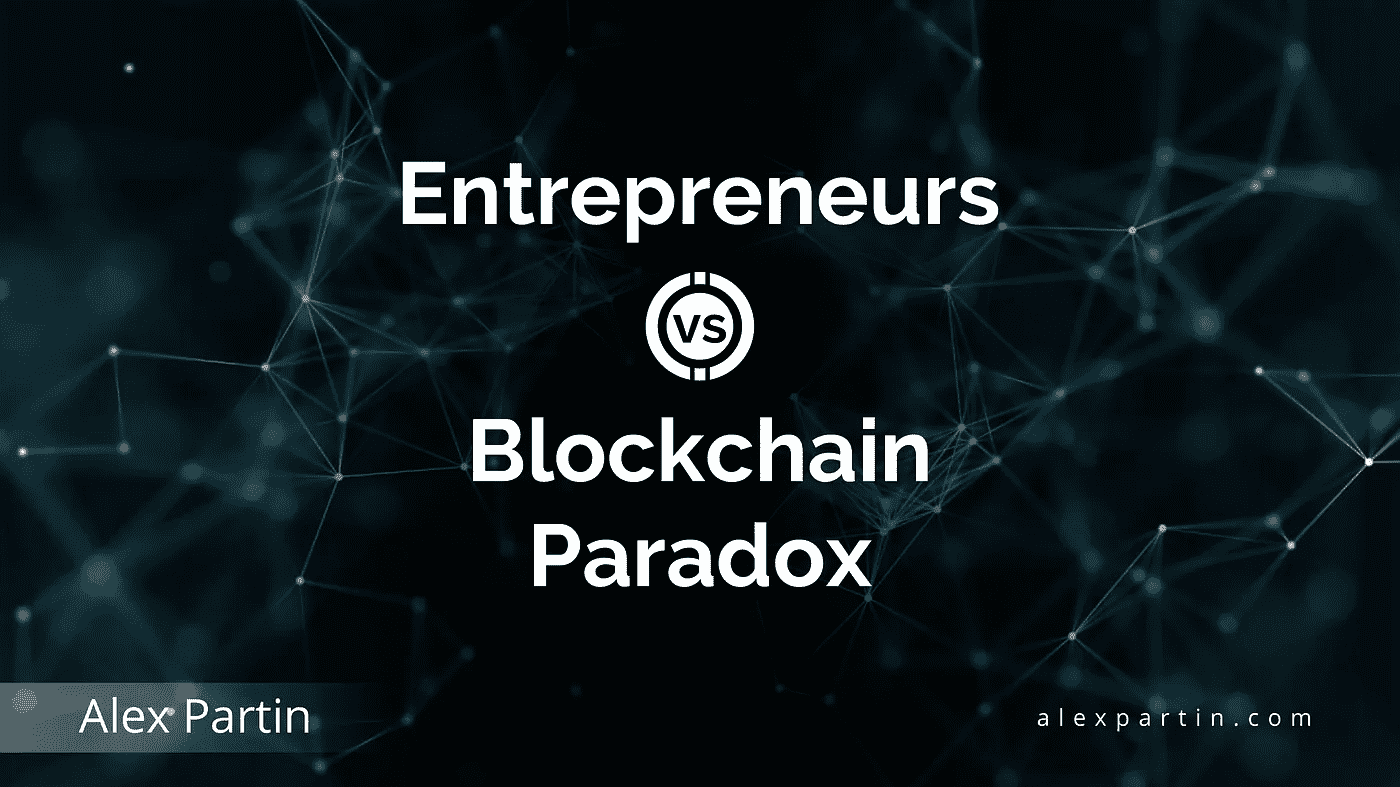 Entrepreneurs
VS
Blockchain
Paradox
Alex Partin
alexpartin.com